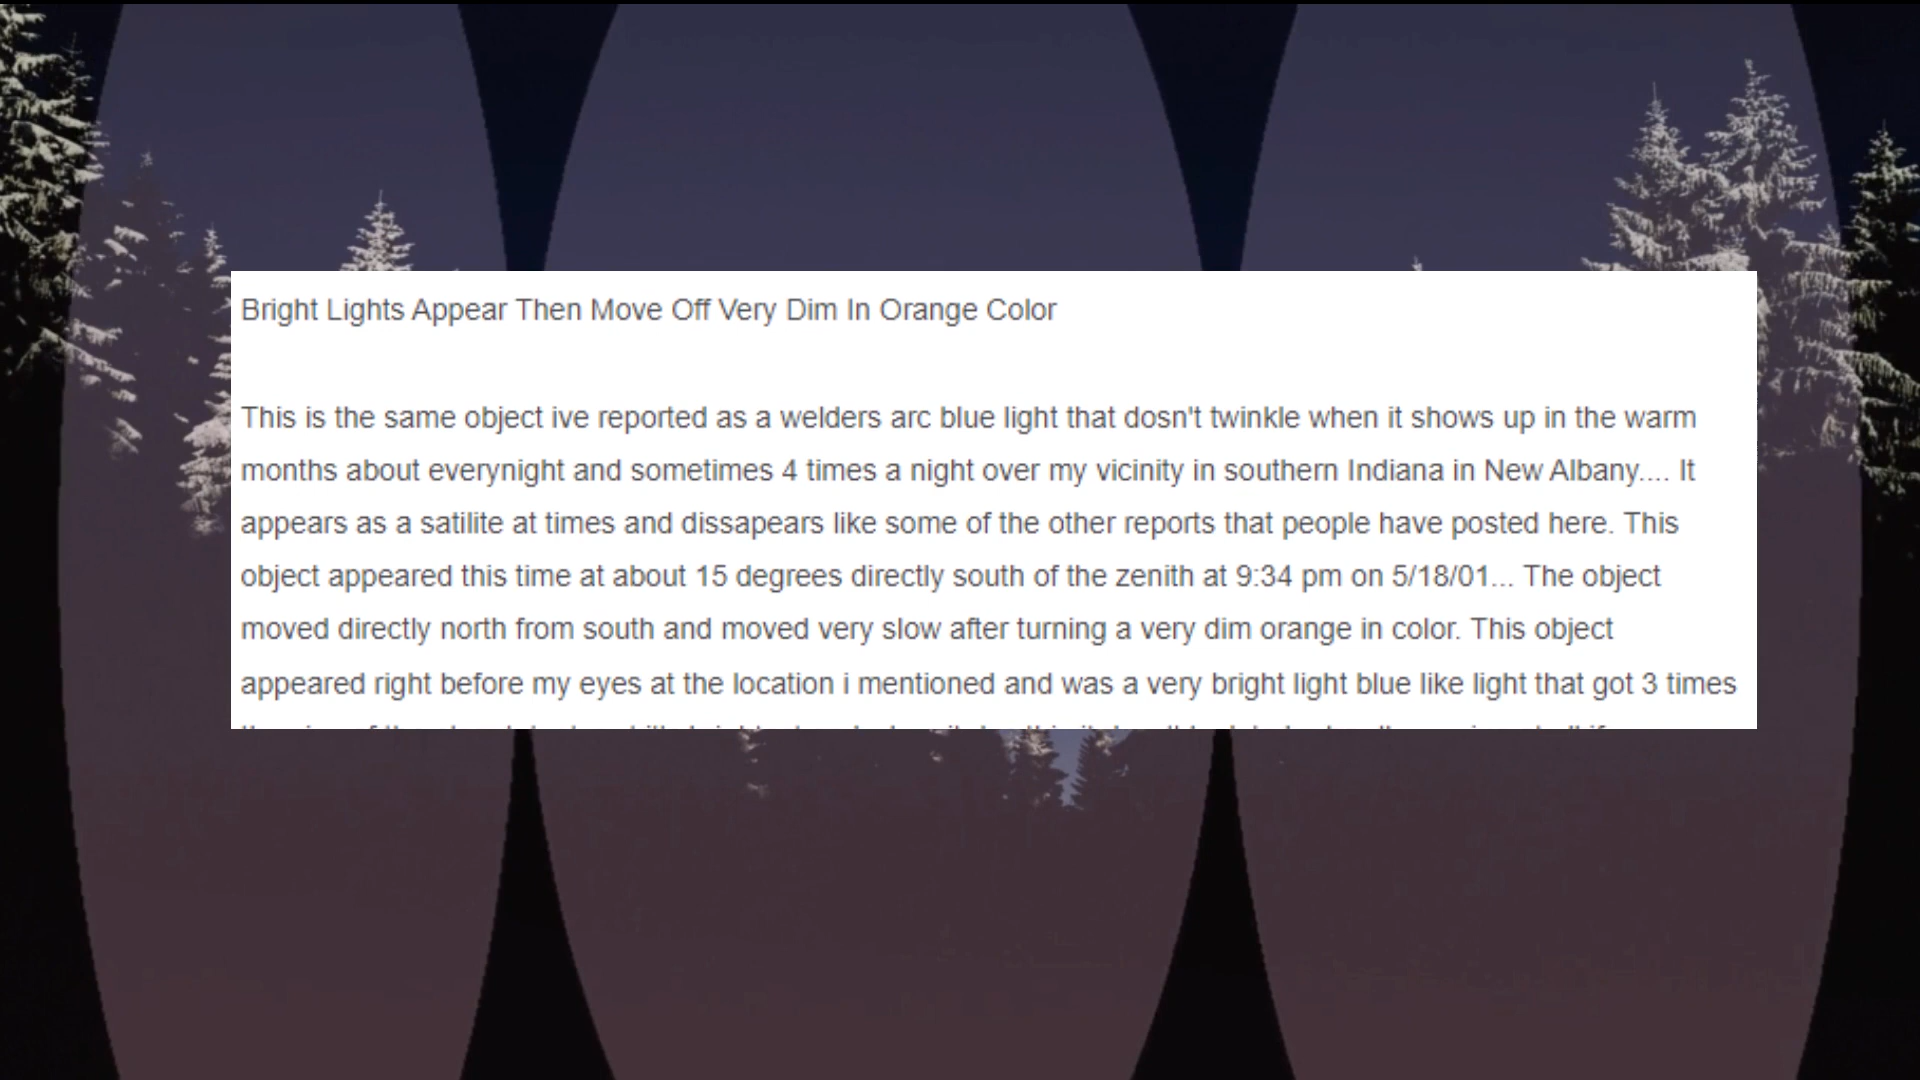 Bright Lights Appear Then Move Off Very Dim In Orange Color
This is the same object ive reported as a welders arc blue light that dosn't twinkle when it shows up in the warm
months about everynight and sometimes 4 times a night over my vicinity in southern Indiana in New Albany.... It
appears as a satilite at times and dissapears like some of the other reports that people have posted here. This
object appeared this time at about 15 degrees directly south of the zenith at 9:34 pm on 5/18/01... The object
moved directly north from south and moved very slow after turning a very dim orange in color. This object
appeared right before my eyes at the location i mentioned and was a very bright light blue like light that got 3 times